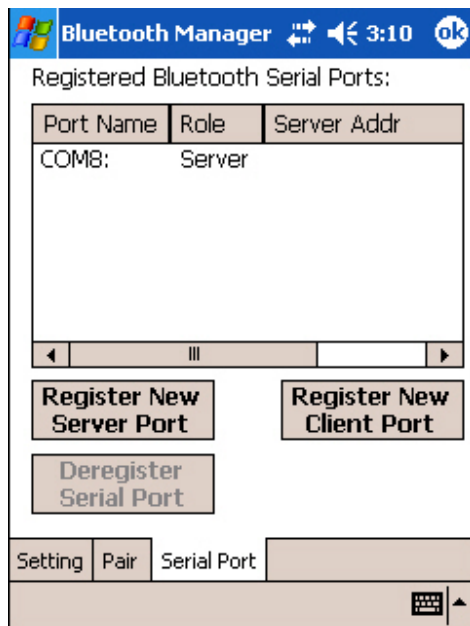 Bluetooth Manager 3:10 ok
Registered Bluetooth Serial Ports:
Port Name Role Server Addr
COM8: Server
Register New Server Port
Register New Client Port
Deregister Serial Port
Setting Pair Serial Port